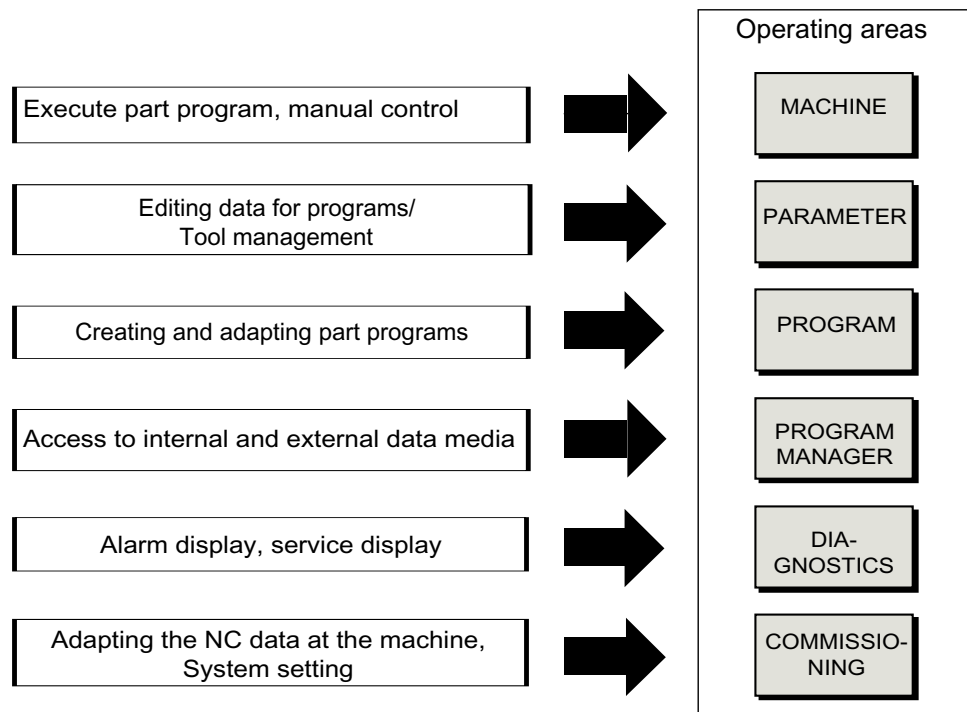 Operating areas
Execute part program, manual control
MACHINE
Editing data for programs/
Tool management
PARAMETER
Creating and adapting part programs
PROGRAM
Access to internal and external data media
PROGRAM
MANAGER
Alarm display, service display
DIA-
GNOSTICS
Adapting the NC data at the machine,
System setting
COMMISSIO-
NING